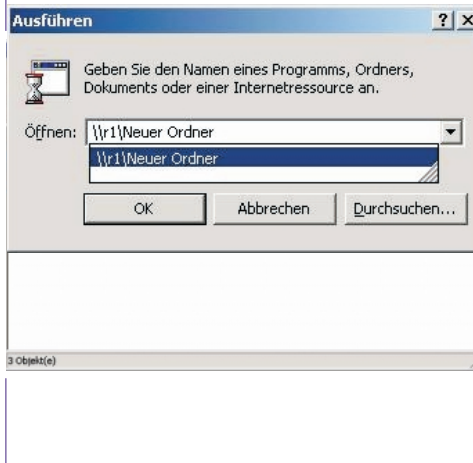 Ausführen
Geben Sie den Namen eines Programms, Ordners,
Dokuments oder einer Internetressource an.
Öffnen: \\r1\Neuer Ordner
\\r1\Neuer Ordner
OK Abbrechen Durchsuchen...
3 Objekt(e)